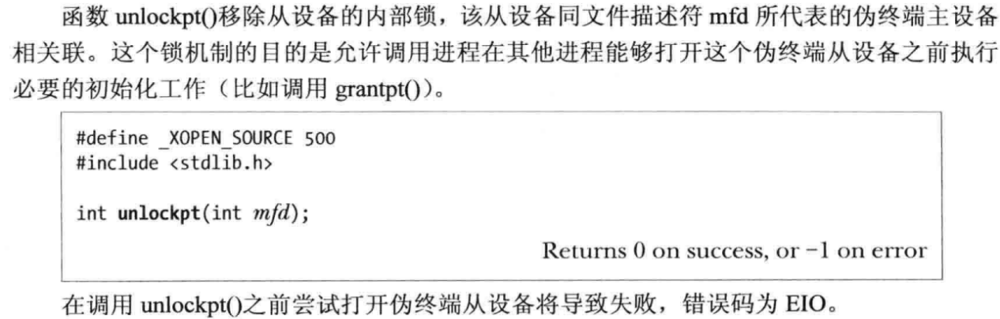 函数 unlockpt()移除从设备的内部锁，该从设备同文件描述符 mfd 所代表的伪终端主设备
相关联。这个锁机制的目的是允许调用进程在其他进程能够打开这个伪终端从设备之前执行
必要的初始化工作（比如调用 grantpt()）。
#define _XOPEN_SOURCE 500
#include <stdlib.h>
int unlockpt(int mfd);
Returns 0 on success, or −1 on error
在调用 unlockpt()之前尝试打开伪终端从设备将导致失败，错误码为 EIO。